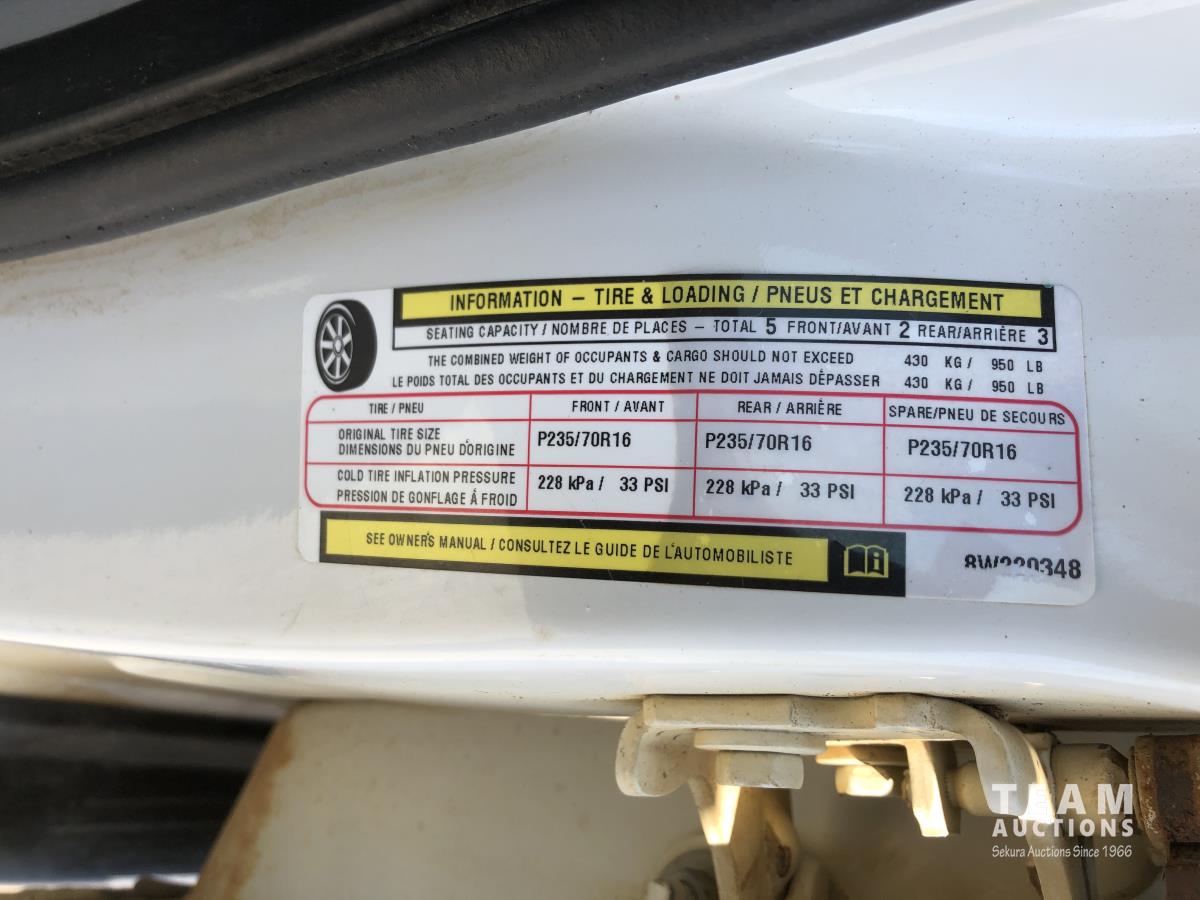 INFORMATION – TIRE & LOADING / PNEUS ET CHARGEMENT
SEATING CAPACITY / NOMBRE DE PLACES – TOTAL 5 FRONT/AVANT 2 REAR/ARRIÈRE 3
THE COMBINED WEIGHT OF OCCUPANTS & CARGO SHOULD NOT EXCEED 430 KG / 950 LB
LE POIDS TOTAL DES OCCUPANTS ET DU CHARGEMENT NE DOIT JAMAIS DÉPASSER 430 KG / 950 LB
TIRE / PNEU FRONT / AVANT REAR / ARRIÈRE SPARE/PNEU DE SECOURS
ORIGINAL TIRE SIZE
DIMENSIONS DU PNEU D'ORIGINE P235/70R16 P235/70R16 P235/70R16
COLD TIRE INFLATION PRESSURE
PRESSION DE GONFLAGE À FROID 228 kPa / 33 PSI 228 kPa / 33 PSI 228 kPa / 33 PSI
SEE OWNER'S MANUAL / CONSULTEZ LE GUIDE DE L'AUTOMOBILISTE
TEAM
AUCTIONS
Sekura Auctions Since 1966